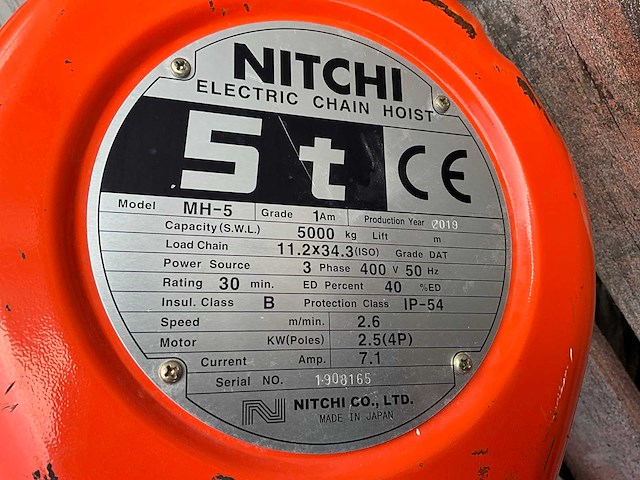 NITCHI
ELECTRIC CHAIN HOIST
5 t CE
Model MH-5 Grade 1Am Production Year 2019
Capacity (S.W.L.) 5000 kg Lift m
Load Chain 11.2x34.3(ISO) Grade DAT
Power Source 3 Phase 400 V 50 Hz
Rating 30 min. ED Percent 40 %ED
Insul. Class B Protection Class IP-54
Speed m/min. 2.6
Motor KW(Poles) 2.5(4P)
Current Amp. 7.1
Serial NO. 1908165
N NITCHI CO., LTD.
MADE IN JAPAN